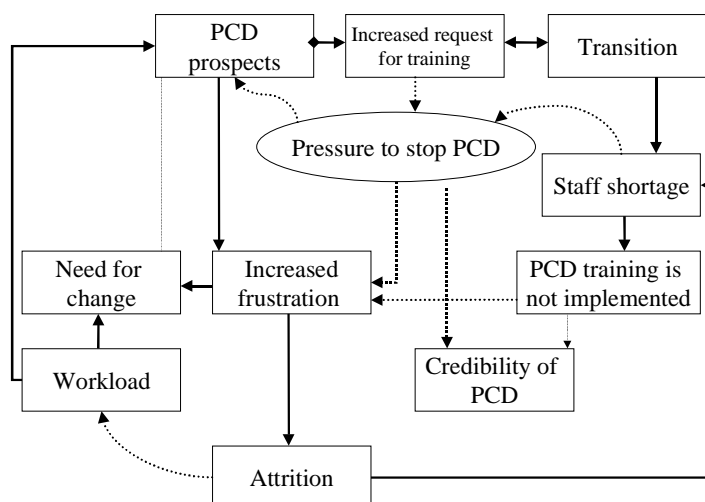 PCD
prospects
Increased request
for training
Transition
Pressure to stop PCD
Staff shortage
Need for
change
Increased
frustration
PCD training is
not implemented
Workload
Credibility of
PCD
Attrition